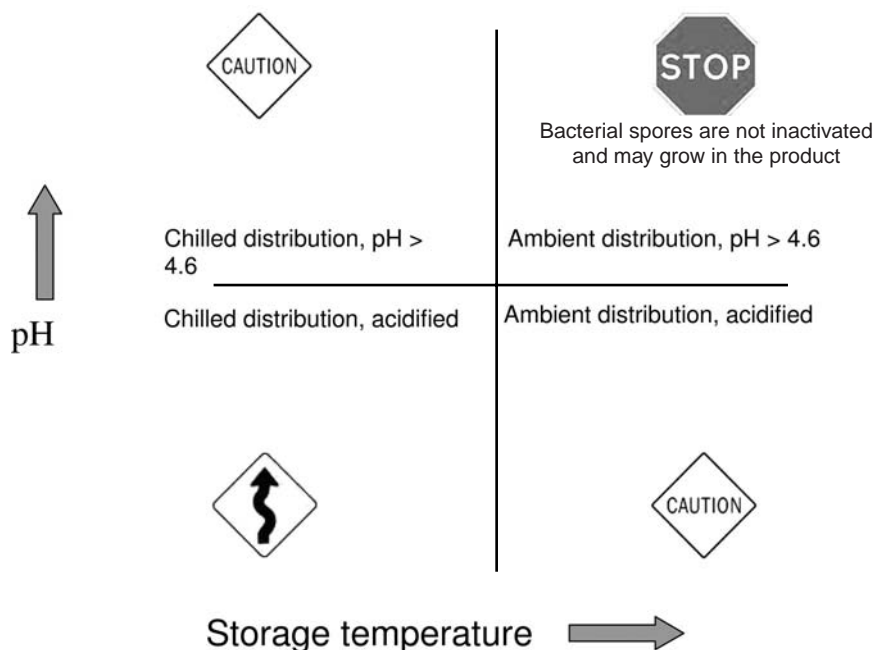 CAUTION
STOP
Bacterial spores are not inactivated
and may grow in the product
Chilled distribution, pH >
4.6
Ambient distribution, pH > 4.6
pH
Chilled distribution, acidified
Ambient distribution, acidified
CAUTION
Storage temperature